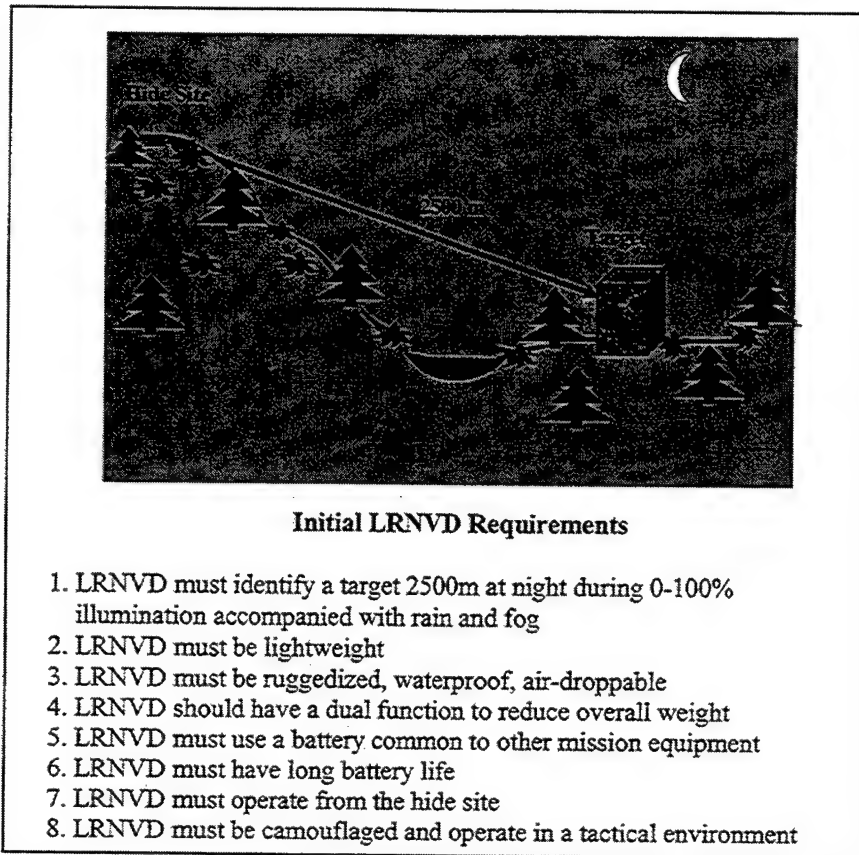 Hide Site
2500m
Target
Initial LRNVD Requirements
1. LRNVD must identify a target 2500m at night during 0-100%
illumination accompanied with rain and fog
2. LRNVD must be lightweight
3. LRNVD must be ruggedized, waterproof, air-droppable
4. LRNVD should have a dual function to reduce overall weight
5. LRNVD must use a battery common to other mission equipment
6. LRNVD must have long battery life
7. LRNVD must operate from the hide site
8. LRNVD must be camouflaged and operate in a tactical environment